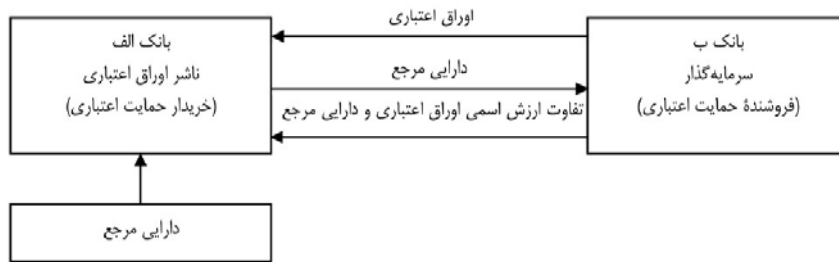 بانک الف
ناشر اوراق اعتباری
(خریدار حمایت اعتباری)
اوراق اعتباری
دارایی مرجع
تفاوت ارزش اسمی اوراق اعتباری و دارایی مرجع
بانک ب
سرمایه‌گذار
(فروشندهٔ حمایت اعتباری)
دارایی مرجع